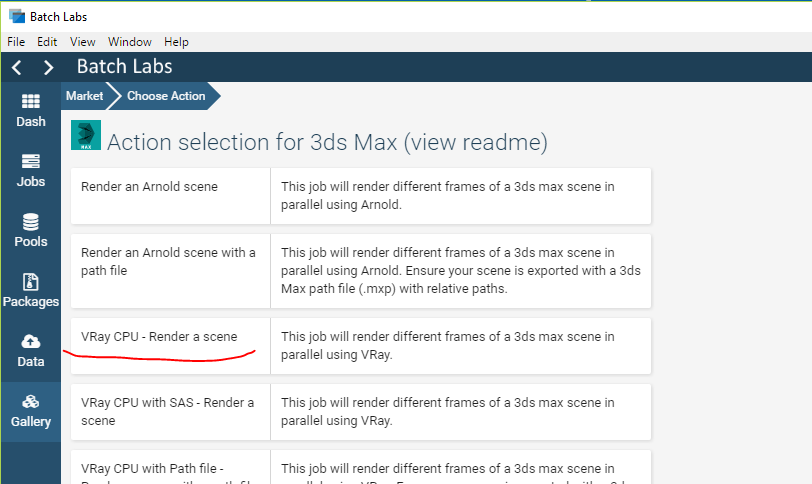 Batch Labs
File Edit View Window Help
Batch Labs
Market Choose Action
Dash
Jobs
Pools
Packages
Data
Gallery
MAX
Action selection for 3ds Max (view readme)
Render an Arnold scene
This job will render different frames of a 3ds max scene in
parallel using Arnold.
Render an Arnold scene with a
path file
This job will render different frames of a 3ds max scene in
parallel using Arnold. Ensure your scene is exported with a 3ds
Max path file (.mxp) with relative paths.
VRay CPU - Render a scene
This job will render different frames of a 3ds max scene in
parallel using VRay.
VRay CPU with SAS - Render a
scene
This job will render different frames of a 3ds max scene in
parallel using VRay.
VRay CPU with Path file -
This job will render different frames of a 3ds max scene in